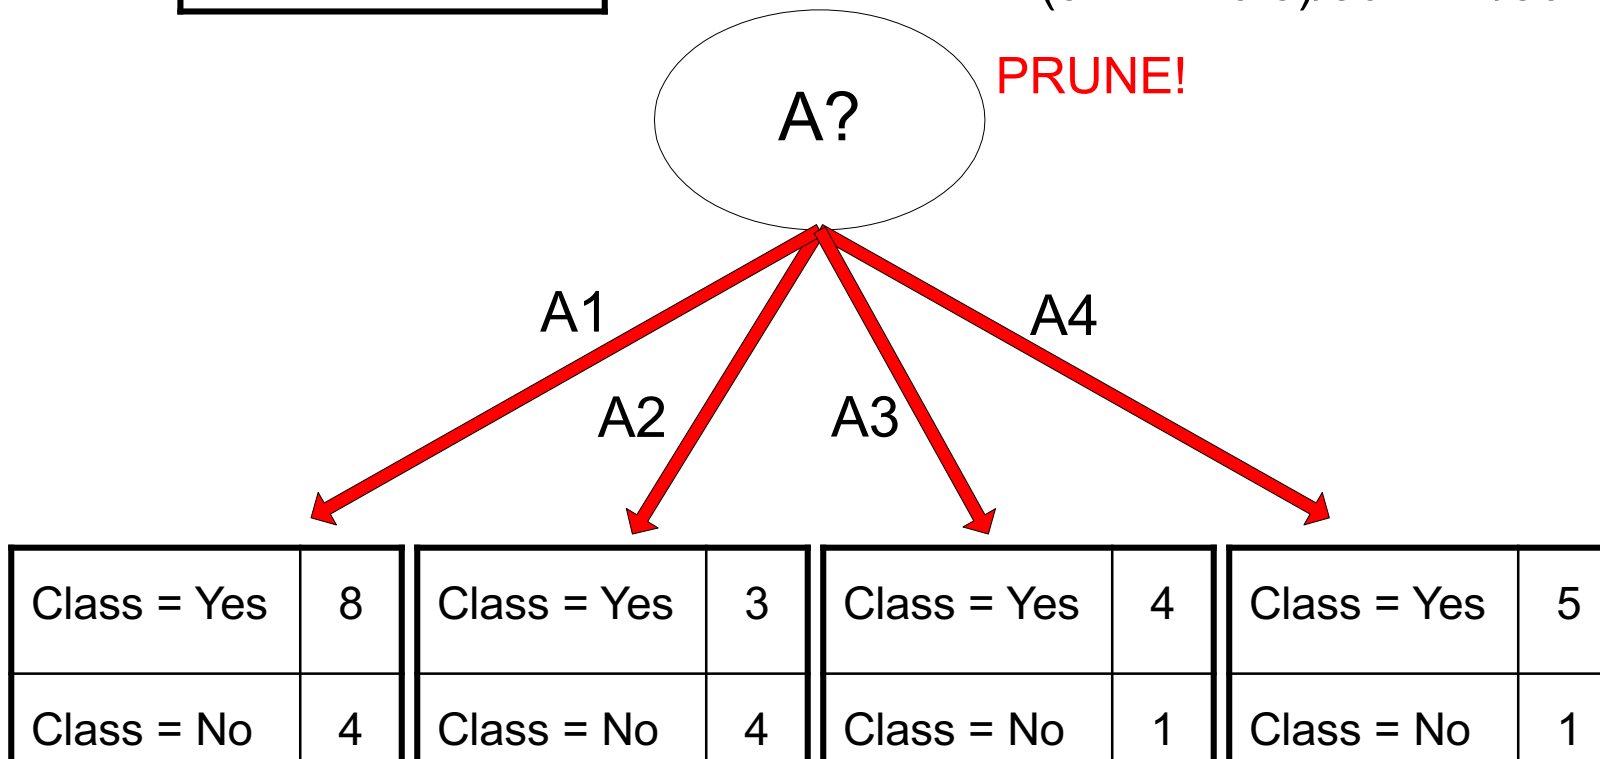 PRUNE!
A?
A1
A4
A2
A3
Class = Yes 8 Class = Yes 3 Class = Yes 4 Class = Yes 5
Class = No 4 Class = No 4 Class = No 1 Class = No 1